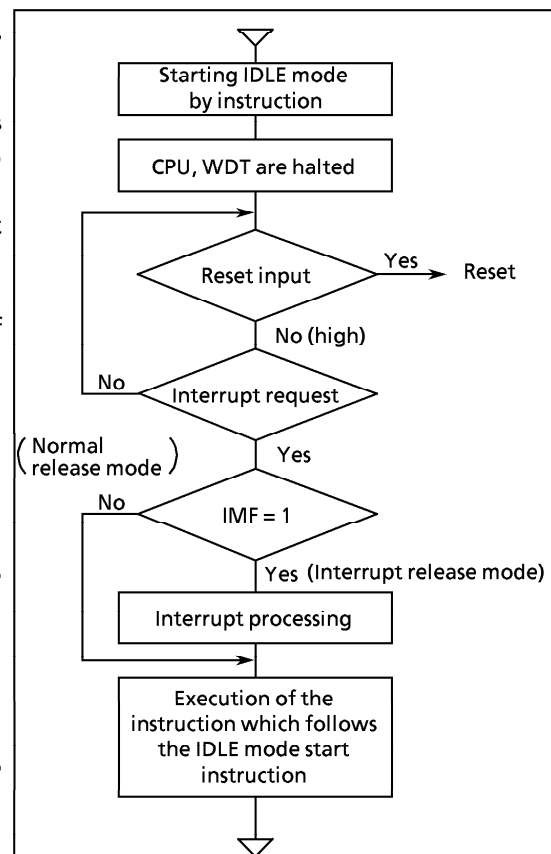 Starting IDLE mode
by instruction
CPU, WDT are halted
Reset input
Yes
Reset
No (high)
No
Interrupt request
(Normal
release mode)
Yes
No
IMF = 1
Yes (Interrupt release mode)
Interrupt processing
Execution of the
instruction which follows
the IDLE mode start
instruction